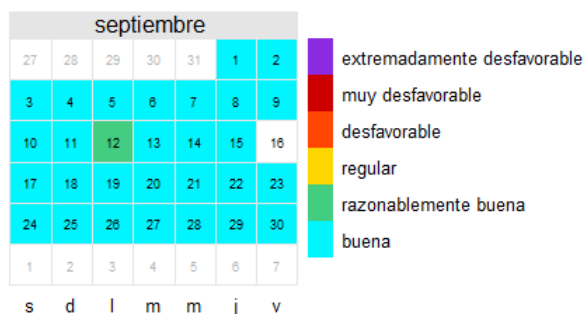 septiembre
27 28 29 30 31 1 2
3 4 5 6 7 8 9
10 11 12 13 14 15 16
17 18 19 20 21 22 23
24 25 26 27 28 29 30
1 2 3 4 5 6 7
s d l m m j v
extremadamente desfavorable
muy desfavorable
desfavorable
regular
razonablemente buena
buena